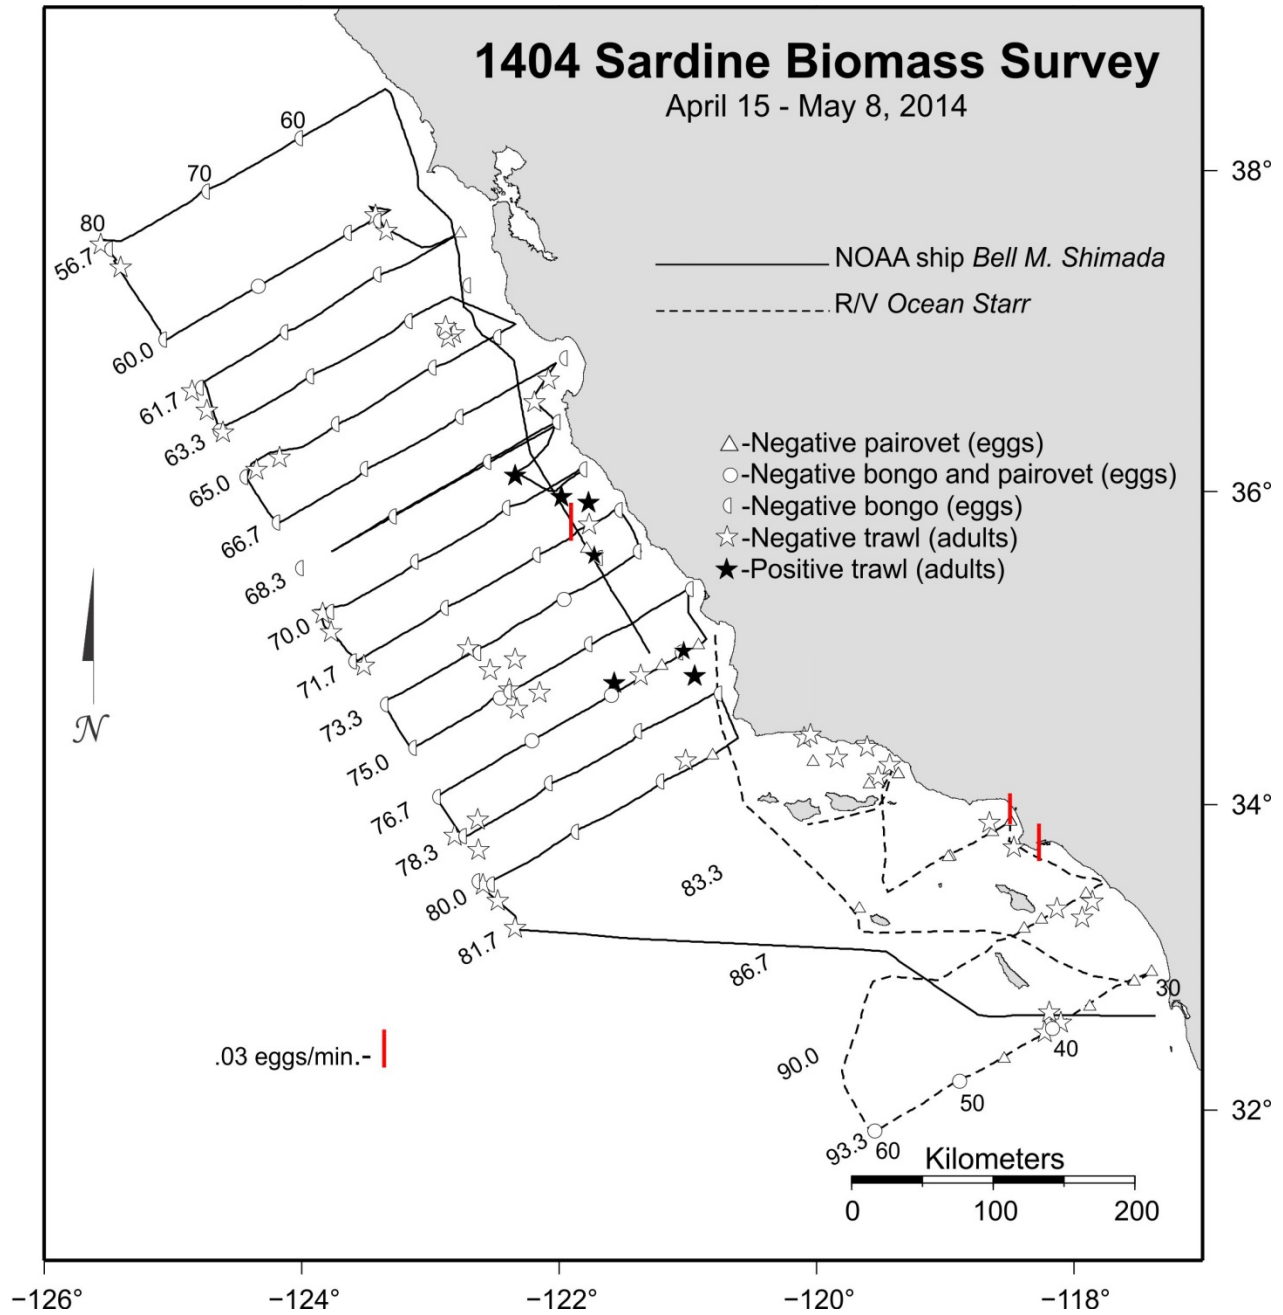 1404 Sardine Biomass Survey
April 15 - May 8, 2014
60
70
80
56.7
60.0
61.7
63.3
65.0
66.7
68.3
70.0
71.7
73.3
75.0
76.7
78.3
80.0
81.7
83.3
86.7
90.0
93.3
30
40
50
60
NOAA ship Bell M. Shimada
R/V Ocean Starr
-Negative pairovet (eggs)
-Negative bongo and pairovet (eggs)
-Negative bongo (eggs)
-Negative trawl (adults)
-Positive trawl (adults)
N
.03 eggs/min.-
Kilometers
0 100 200
38°
36°
34°
32°
−126° −124° −122° −120° −118°